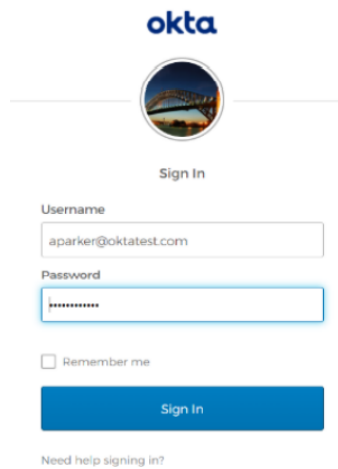 okta
Sign In
Username
aparker@oktatest.com
Password
••••••••••••
Remember me
Sign In
Need help signing in?